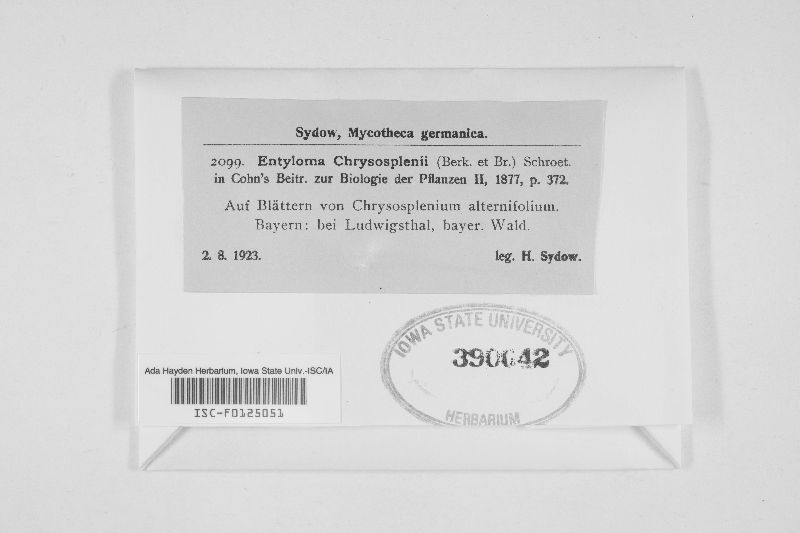 Sydow, Mycotheca germanica.
2099. Entyloma Chrysosplenii (Berk. et Br.) Schroet.
in Cohn's Beitr. zur Biologie der Pflanzen II, 1877, p. 372.
Auf Blättern von Chrysosplenium alternifolium.
Bayern: bei Ludwigsthal, bayer. Wald.
2. 8. 1923. leg. H. Sydow.
IOWA STATE UNIVERSITY
390642
HERBARIUM
Ada Hayden Herbarium, Iowa State Univ.-ISC/IA
ISC-F0125051